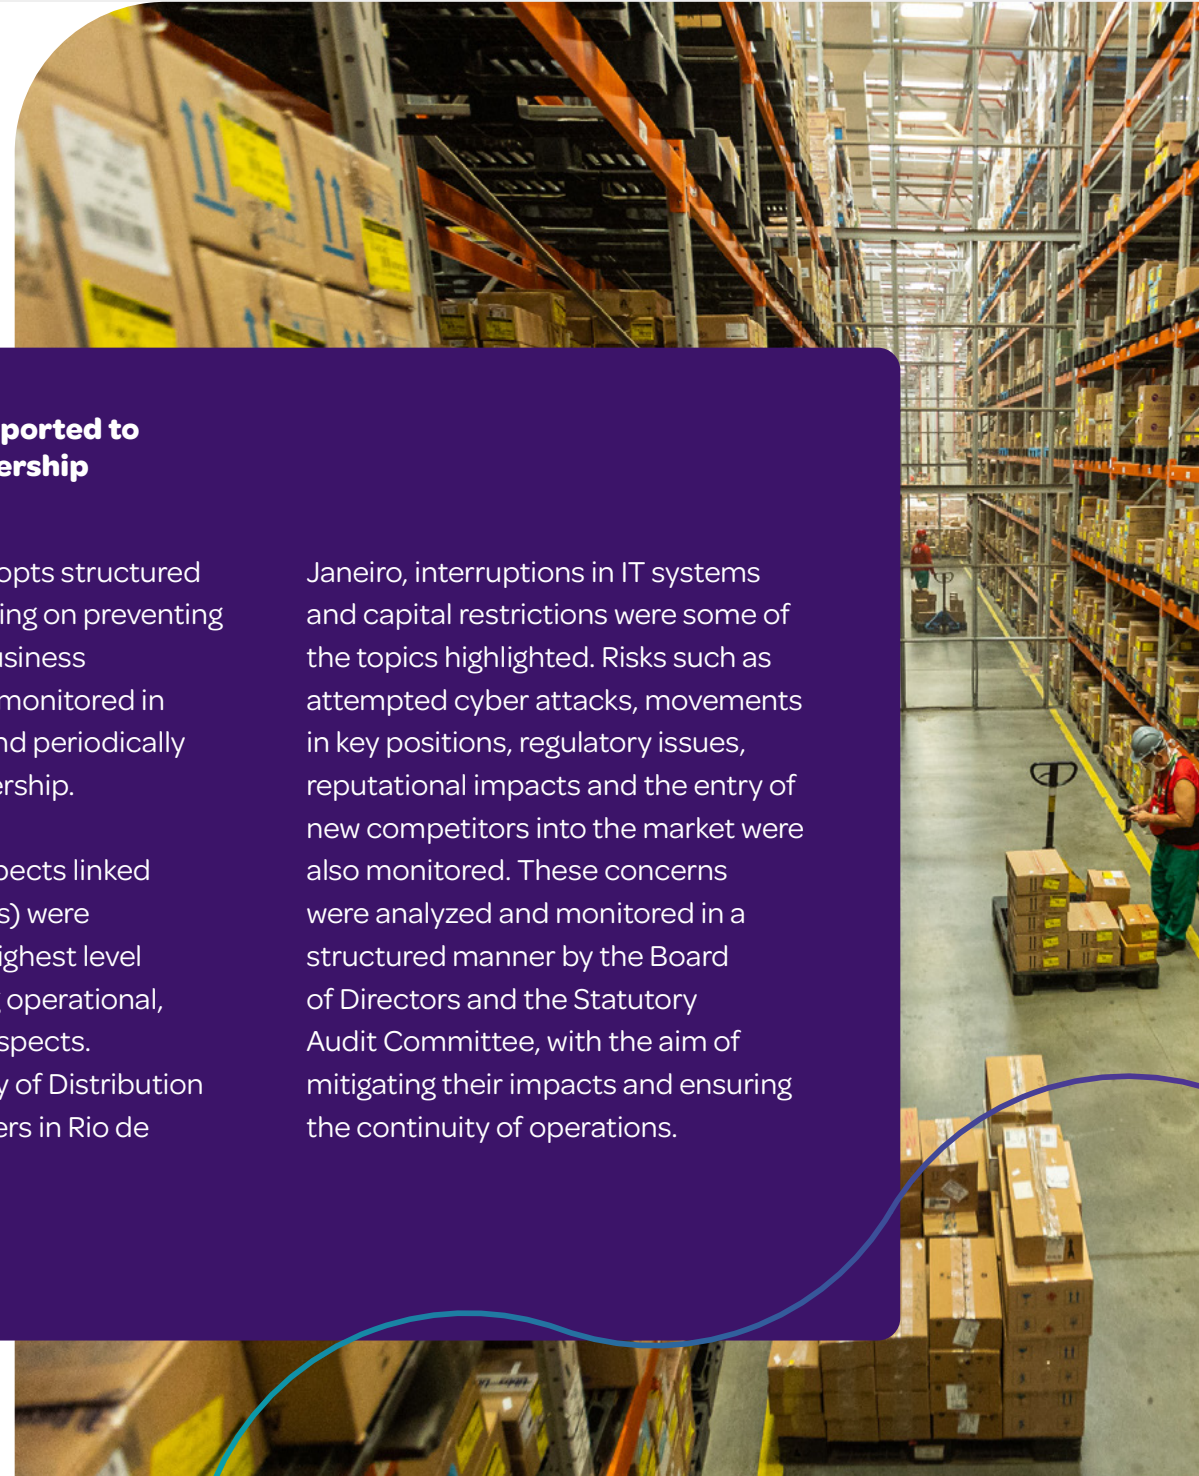 ported to
ership
opts structured
ing on preventing
usiness
monitored in
nd periodically
ership.
pects linked
s) were
ighest level
operational,
spects.
y of Distribution
ers in Rio de
Janeiro, interruptions in IT systems
and capital restrictions were some of
the topics highlighted. Risks such as
attempted cyber attacks, movements
in key positions, regulatory issues,
reputational impacts and the entry of
new competitors into the market were
also monitored. These concerns
were analyzed and monitored in a
structured manner by the Board
of Directors and the Statutory
Audit Committee, with the aim of
mitigating their impacts and ensuring
the continuity of operations.